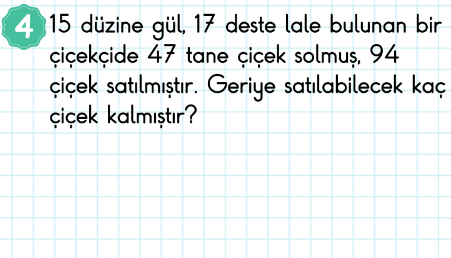 4 15 düzine gül, 17 deste lale bulunan bir
çiçekçide 47 tane çiçek solmuş, 94
çiçek satılmıştır. Geriye satılabilecek kaç
çiçek kalmıştır?